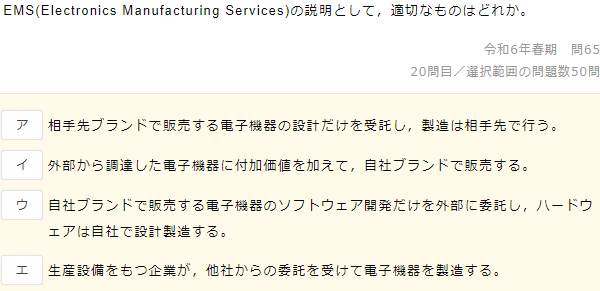 EMS(Electronics Manufacturing Services)の説明として，適切なものはどれか。
令和6年春期　問65
20問目／選択範囲の問題数50問
ア 相手先ブランドで販売する電子機器の設計だけを受託し，製造は相手先で行う。
イ 外部から調達した電子機器に付加価値を加えて，自社ブランドで販売する。
ウ 自社ブランドで販売する電子機器のソフトウェア開発だけを外部に委託し，ハードウ
ェアは自社で設計製造する。
エ 生産設備をもつ企業が，他社からの委託を受けて電子機器を製造する。